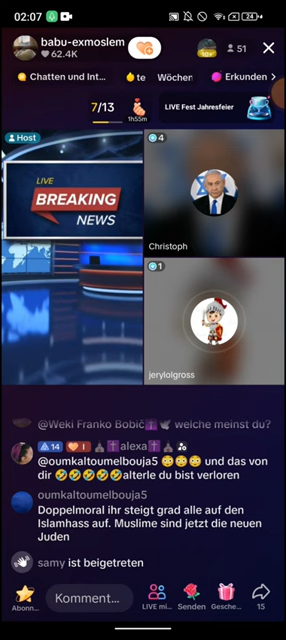 02:07
24
babu-exmoslem
62.4K
51
Chatten und Int...
te
Wöchen
Erkunden >
7/13
1h55m
LIVE Fest Jahresfeier
Host
4
LIVE
BREAKING
NEWS
Christoph
1
jerylolgross
@Weki Franko Bobić✝️🕊️ welche meinst du?
14 1 ⛪✝️alexa✝️⛪
@oumkaltoumelbouja5 😳😳😳 und das von
dir 🤣🤣🤣🤣🤣alterle du bist verloren
oumkaltoumelbouja5
Doppelmoral ihr steigt grad alle auf den
Islamhass auf. Muslime sind jetzt die neuen
Juden
samy ist beigetreten
Komment...
Abonn...
LIVE mi...
Senden
Gesche...
15